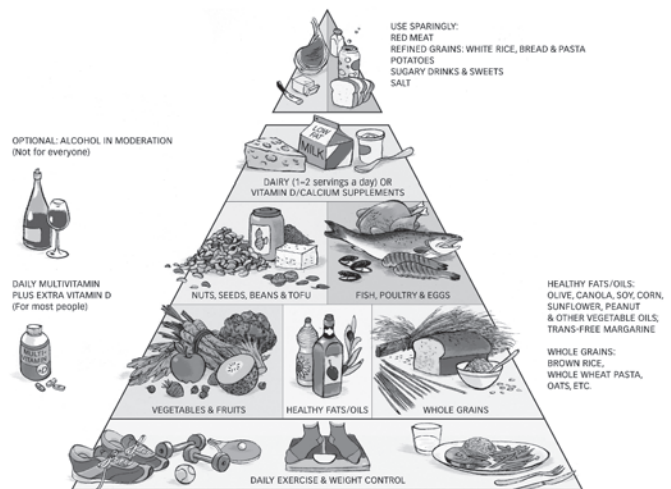 USE SPARINGLY:
RED MEAT
REFINED GRAINS: WHITE RICE, BREAD & PASTA
POTATOES
SUGARY DRINKS & SWEETS
SALT
OPTIONAL: ALCOHOL IN MODERATION
(Not for everyone)
LOW
FAT
MILK
DAIRY (1–2 servings a day) OR
VITAMIN D/CALCIUM SUPPLEMENTS
DAILY MULTIVITAMIN
PLUS EXTRA VITAMIN D
(For most people)
MULTI-
VITAMIN
NUTS, SEEDS, BEANS & TOFU
FISH, POULTRY & EGGS
HEALTHY FATS/OILS:
OLIVE, CANOLA, SOY, CORN,
SUNFLOWER, PEANUT
& OTHER VEGETABLE OILS;
TRANS-FREE MARGARINE
WHOLE GRAINS:
BROWN RICE,
WHOLE WHEAT PASTA,
OATS, ETC.
VEGETABLES & FRUITS
HEALTHY FATS/OILS
WHOLE GRAINS
DAILY EXERCISE & WEIGHT CONTROL